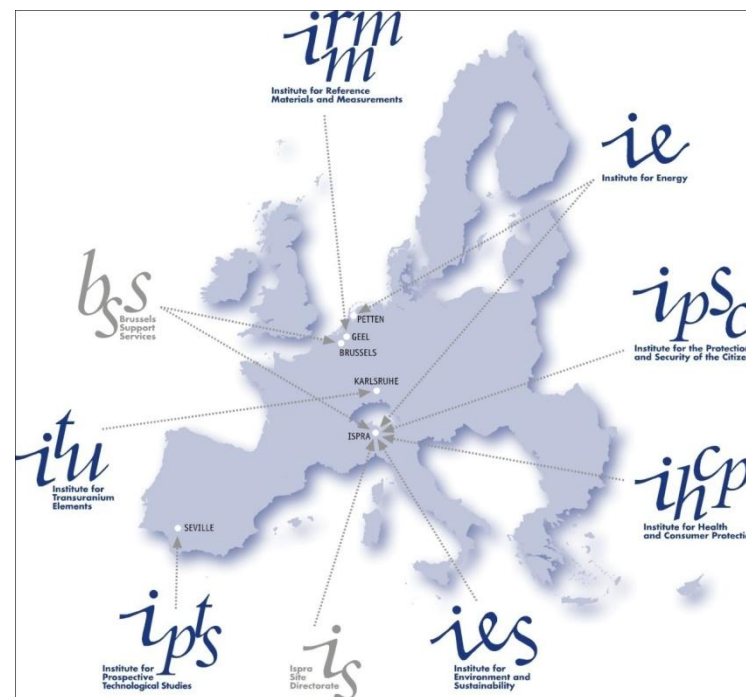 irmm
Institute for Reference
Materials and Measurements
ie
Institute for Energy
bss
Brussels
Support
Services
ipsc
Institute for the Protection
and Security of the Citize
PETTEN
GEEL
BRUSSELS
KARLSRUHE
ISPRA
itu
Institute for
Transuranium
Elements
ihcp
Institute for Health
and Consumer Protectio
SEVILLE
ipts
Institute for
Prospective
Technological Studies
is
Ispra
Site
Directorate
ies
Institute for
Environment and
Sustainability